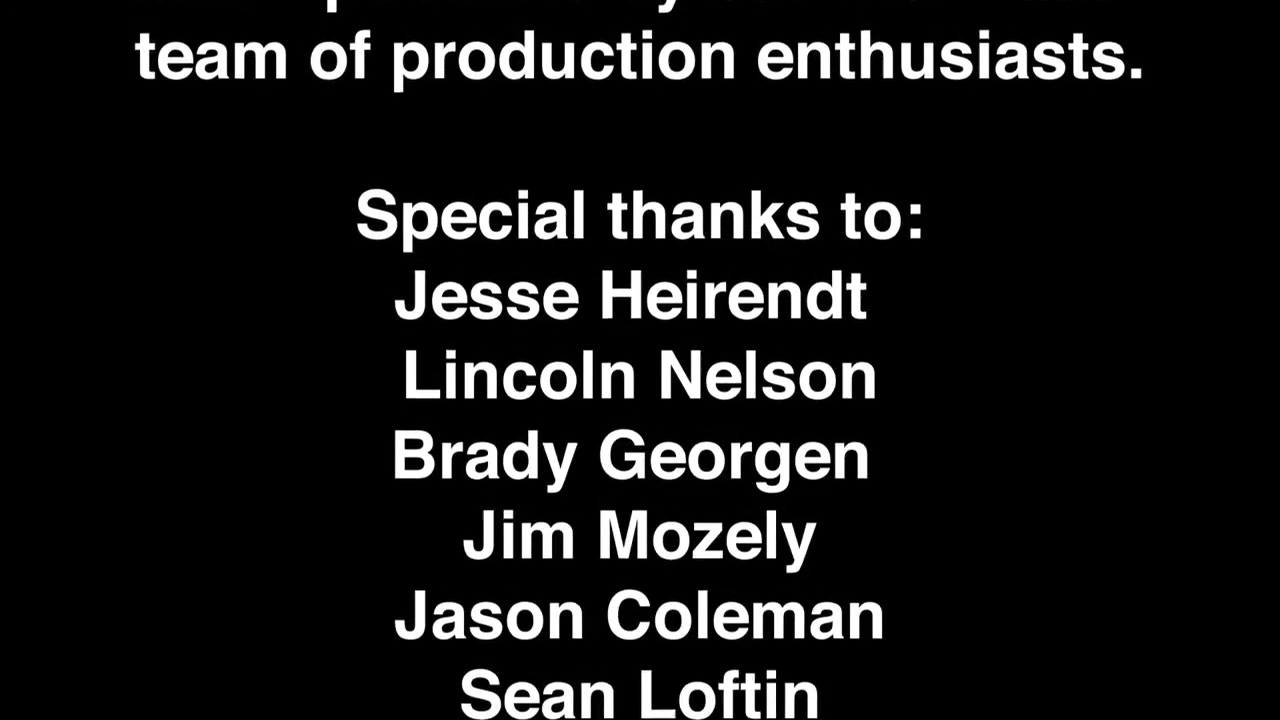 team of production enthusiasts.
Special thanks to:
Jesse Heirendt
Lincoln Nelson
Brady Georgen
Jim Mozely
Jason Coleman
Sean Loftin